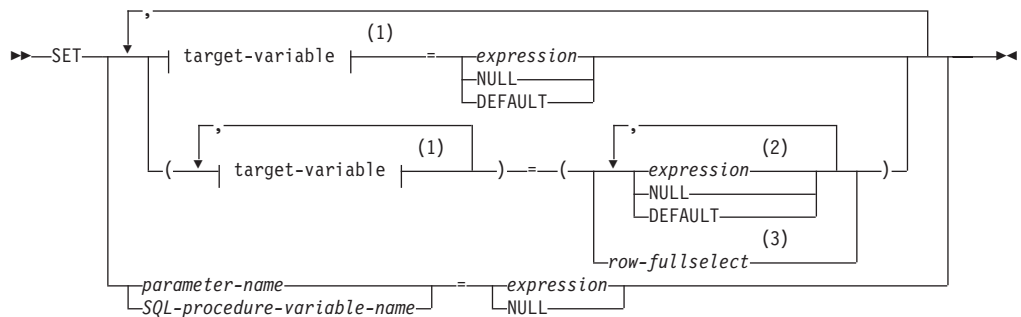 ,
(1)
SET target-variable = expression
NULL
DEFAULT
, ,
(1) (2)
( target-variable ) = ( expression )
NULL
DEFAULT
(3)
row-fullselect
parameter-name = expression
SQL-procedure-variable-name NULL